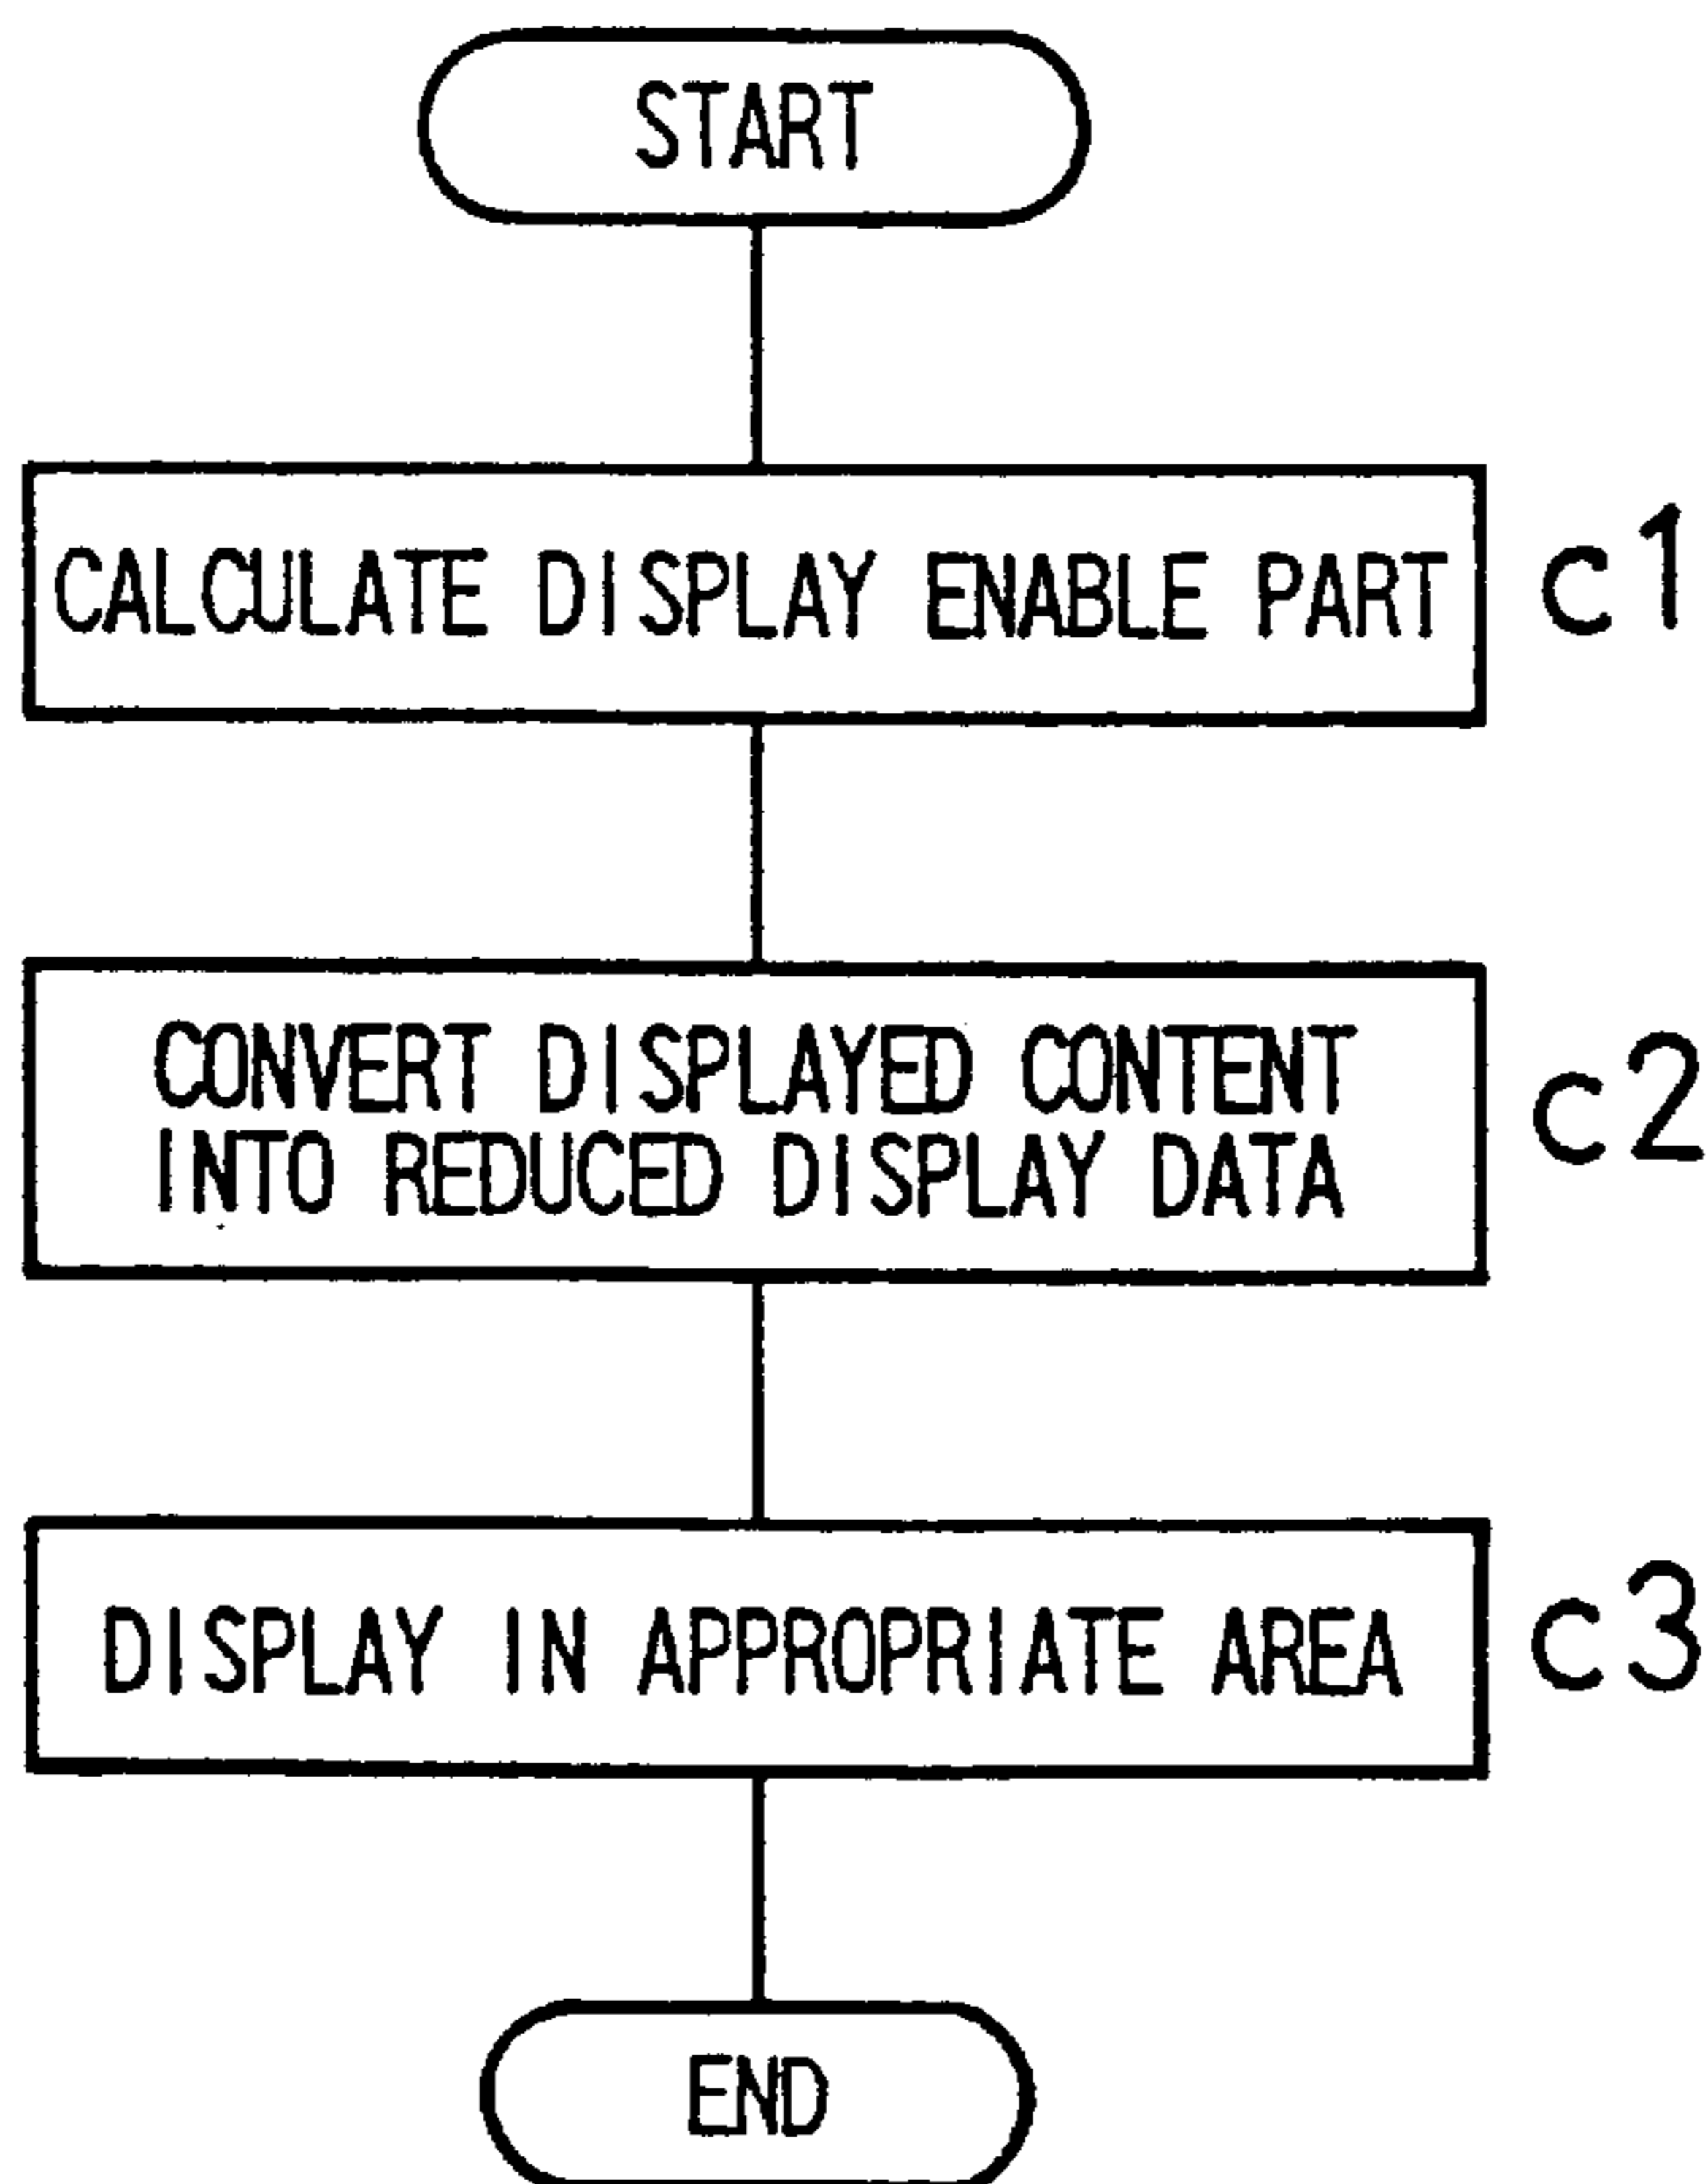 START
CALCULATE DISPLAY ENABLE PART
c1
CONVERT DISPLAYED CONTENT
INTO REDUCED DISPLAY DATA
c2
DISPLAY IN APPROPRIATE AREA
c3
END